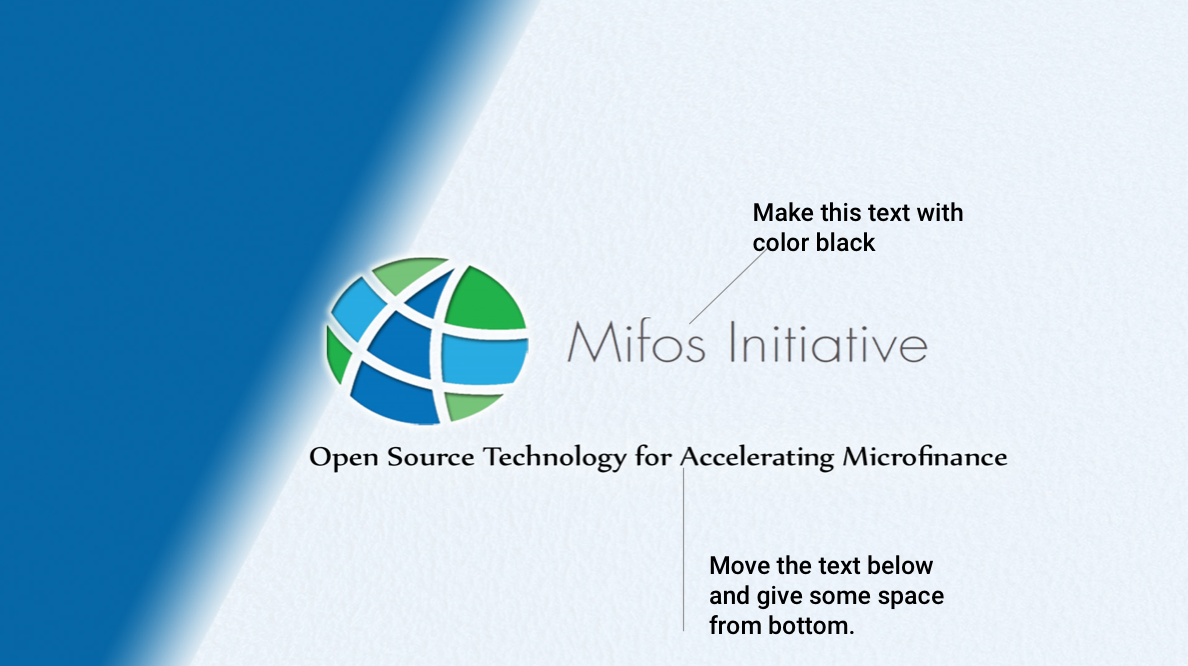 Make this text with
color black
Mifos Initiative
Open Source Technology for Accelerating Microfinance
Move the text below
and give some space
from bottom.